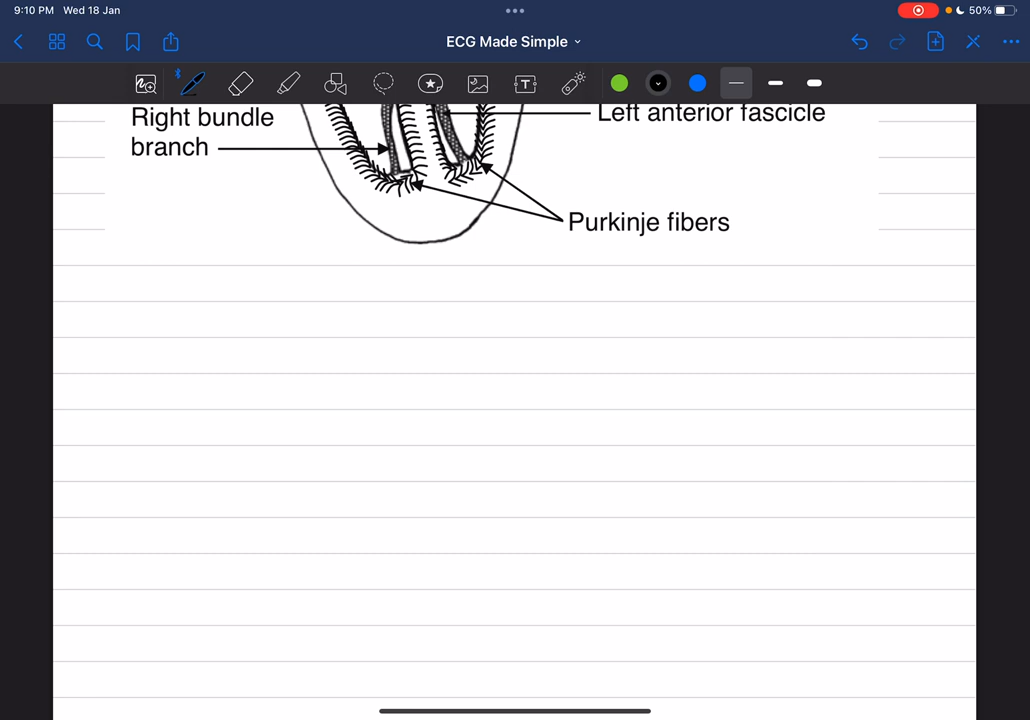 9:10 PM Wed 18 Jan
50%
ECG Made Simple
Right bundle
branch
Left anterior fascicle
Purkinje fibers